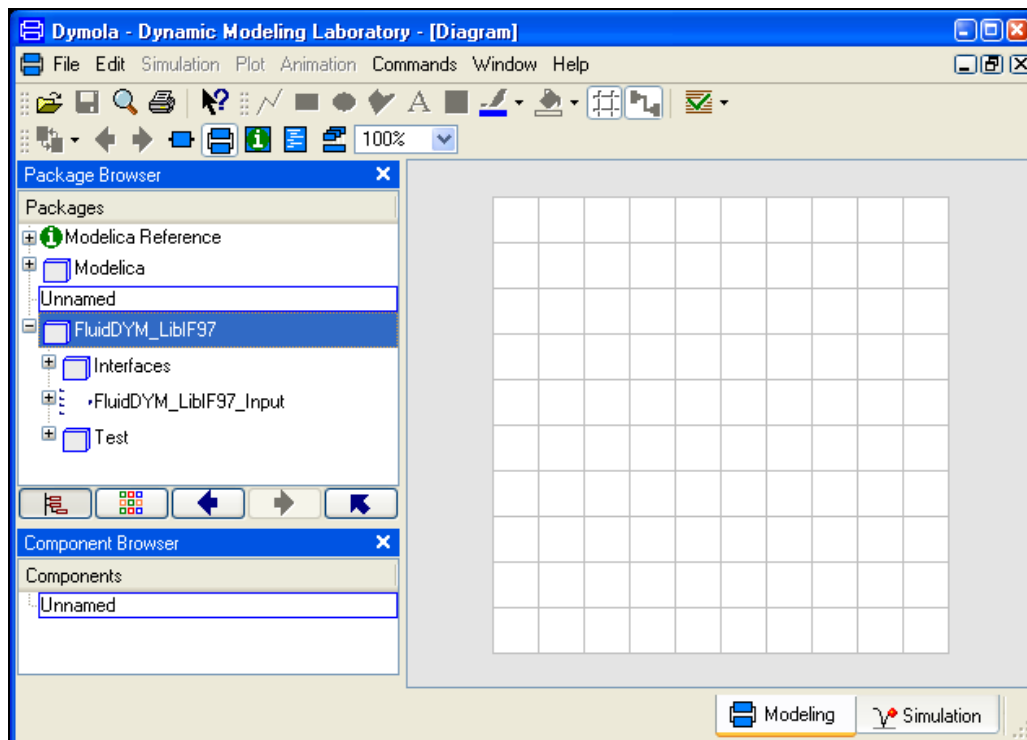 Dymola - Dynamic Modeling Laboratory - [Diagram]
File Edit Simulation Plot Animation Commands Window Help
A
100%
Package Browser
Packages
Modelica Reference
Modelica
Unnamed
FluidDYM_LibIF97
Interfaces
FluidDYM_LibIF97_Input
Test
Component Browser
Components
Unnamed
Modeling
Simulation